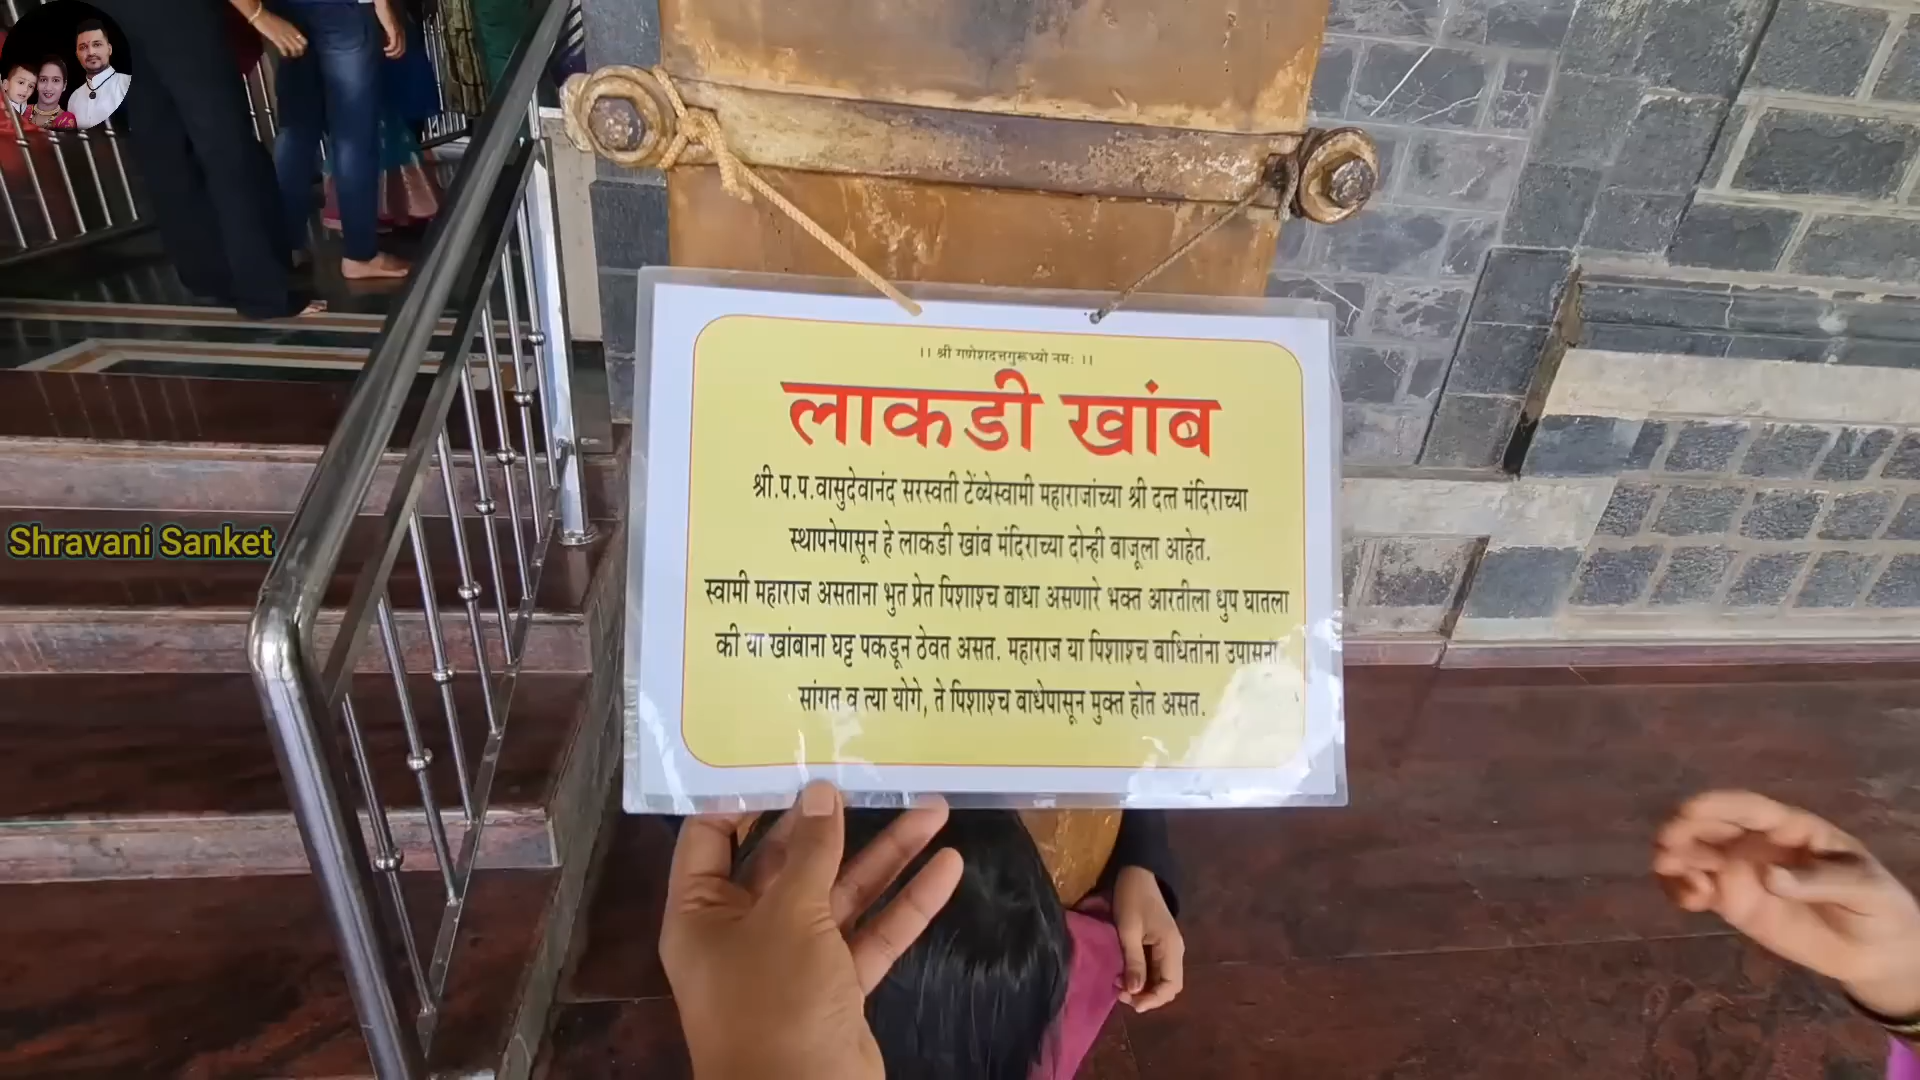 ।। श्री गणेशदत्तगुरूभ्यो नमः ।।
लाकडी खांब
श्री.प.प.वासुदेवानंद सरस्वती टेंब्येस्वामी महाराजांच्या श्री दत्त मंदिराच्या
स्थापनेपासून हे लाकडी खांब मंदिराच्या दोन्ही बाजूला आहेत.
स्वामी महाराज असताना भुत प्रेत पिशाश्च बाधा असणारे भक्त आरतीला धुप घातला
की या खांबाना घट्ट पकडून ठेवत असत. महाराज या पिशाश्च बाधितांना उपासना
सांगत व त्या योगे, ते पिशाश्च बाधेपासून मुक्त होत असत.
Shravani Sanket